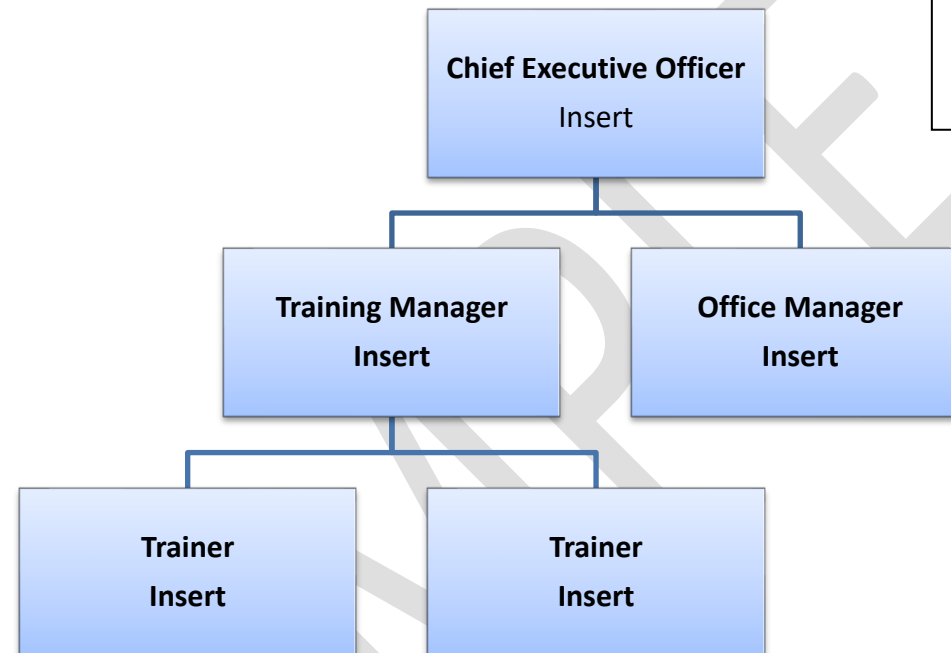 Chief Executive Officer
Insert
Training Manager
Insert
Office Manager
Insert
Trainer
Insert
Trainer
Insert